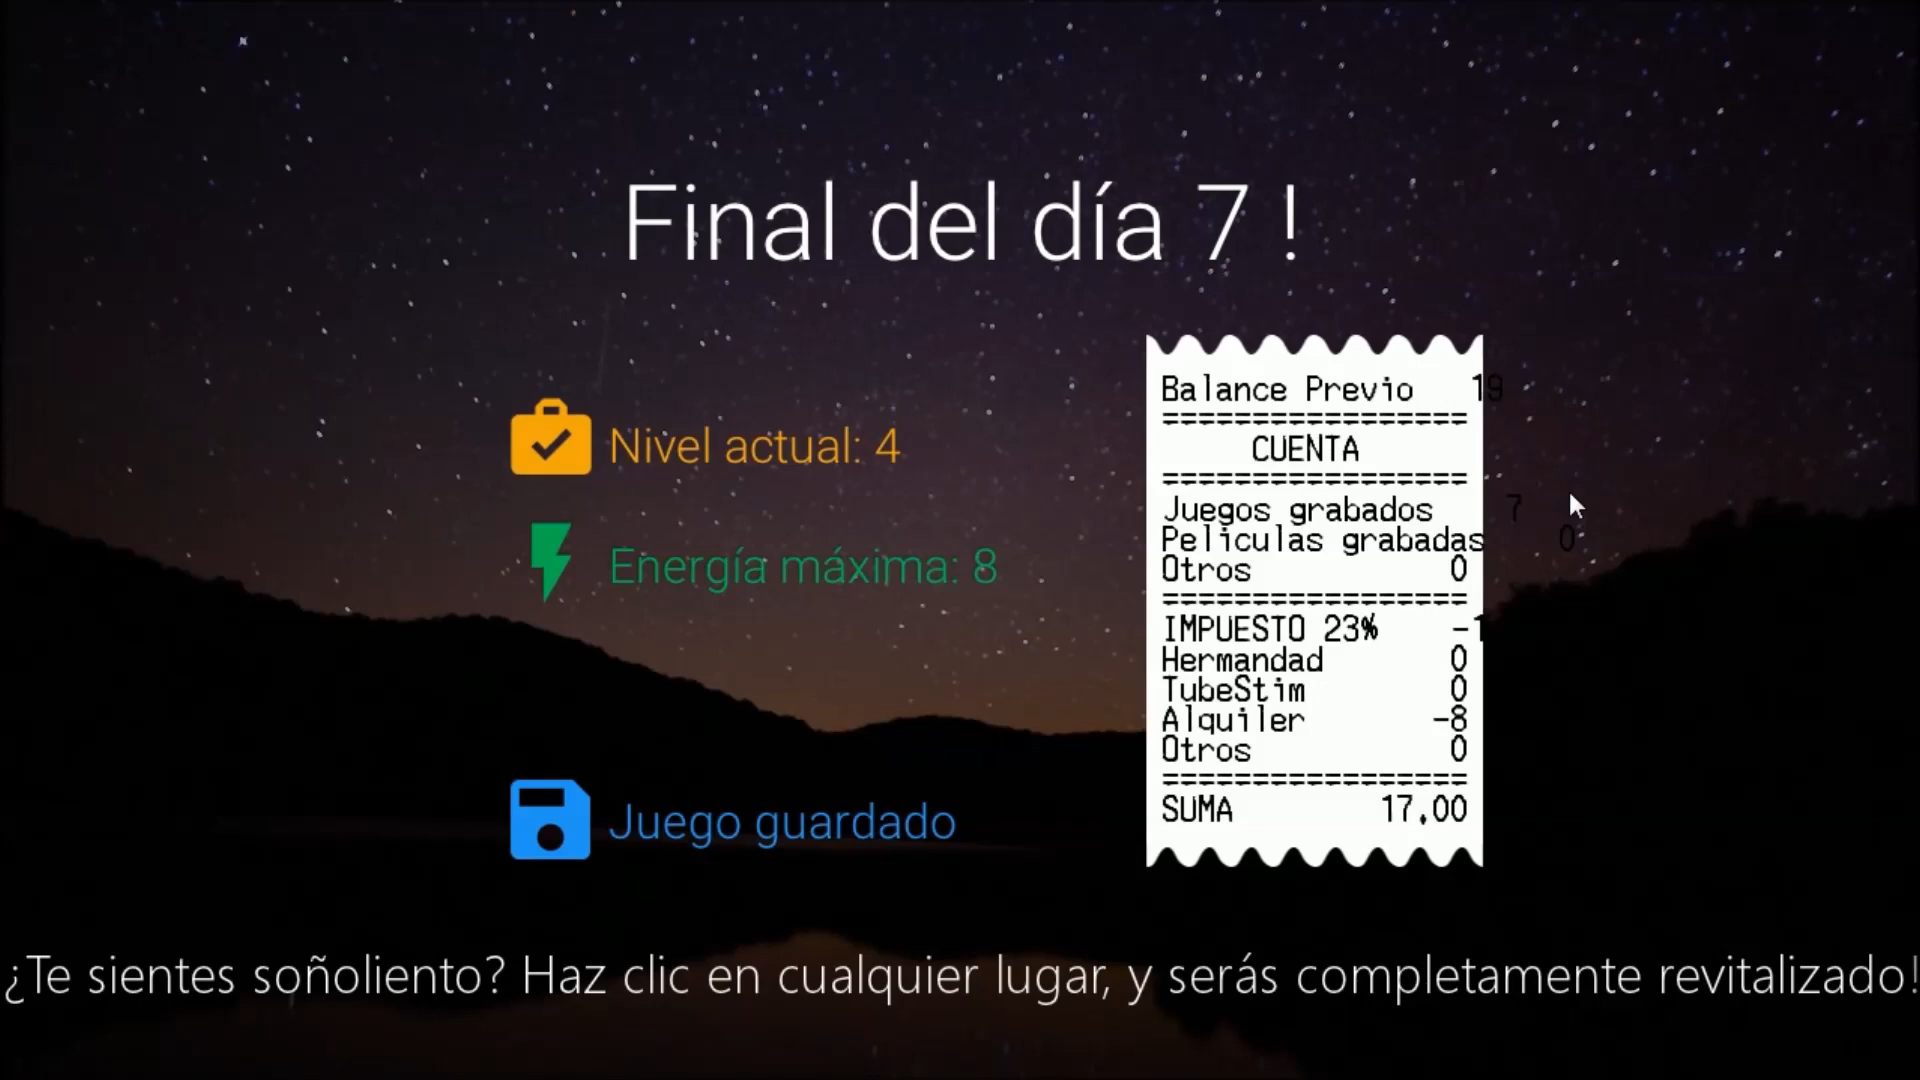 Final del día 7 !
Nivel actual: 4
Energía máxima: 8
Juego guardado
Balance Previo 19
=================
CUENTA
=================
Juegos grabados 7
Peliculas grabadas 0
Otros 0
=================
IMPUESTO 23% -1
Hermandad 0
TubeStim 0
Alquiler -8
Otros 0
=================
SUMA 17.00
¿Te sientes soñoliento? Haz clic en cualquier lugar, y serás completamente revitalizado!